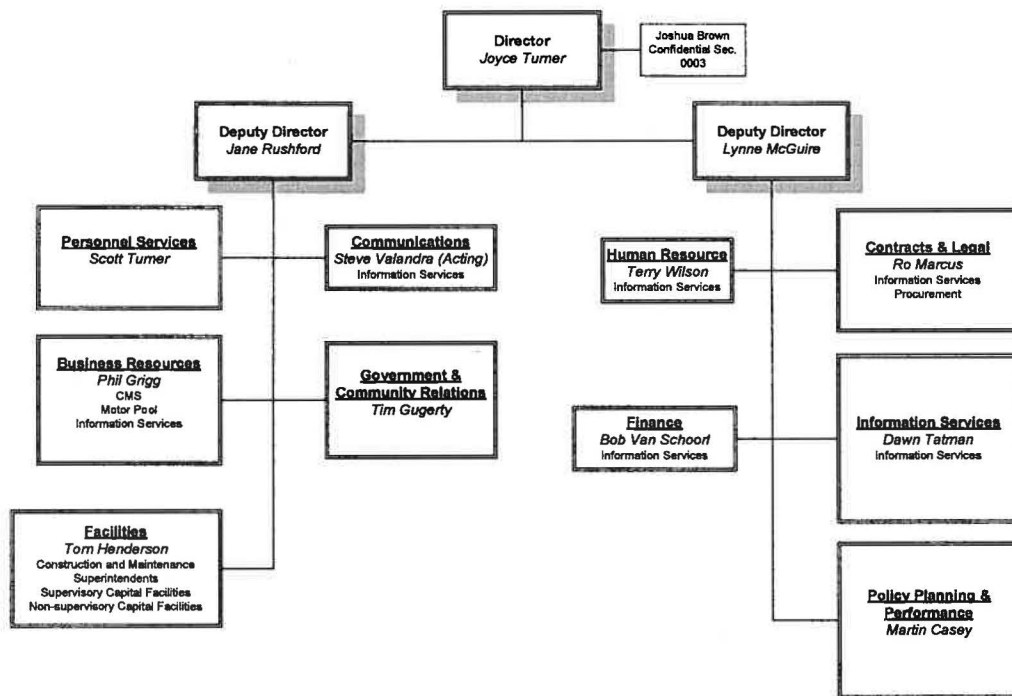 Director
Joyce Turner
Joshua Brown
Confidential Sec.
0003
Deputy Director
Jane Rushford
Deputy Director
Lynne McGuire
Personnel Services
Scott Turner
Communications
Steve Valandra (Acting)
Information Services
Human Resource
Terry Wilson
Information Services
Contracts & Legal
Ro Marcus
Information Services
Procurement
Business Resources
Phil Grigg
CMS
Motor Pool
Information Services
Government &
Community Relations
Tim Gugerty
Finance
Bob Van Schoorl
Information Services
Information Services
Dawn Tatman
Information Services
Facilities
Tom Henderson
Construction and Maintenance
Superintendents
Supervisory Capital Facilities
Non-supervisory Capital Facilities
Policy Planning &
Performance
Martin Casey